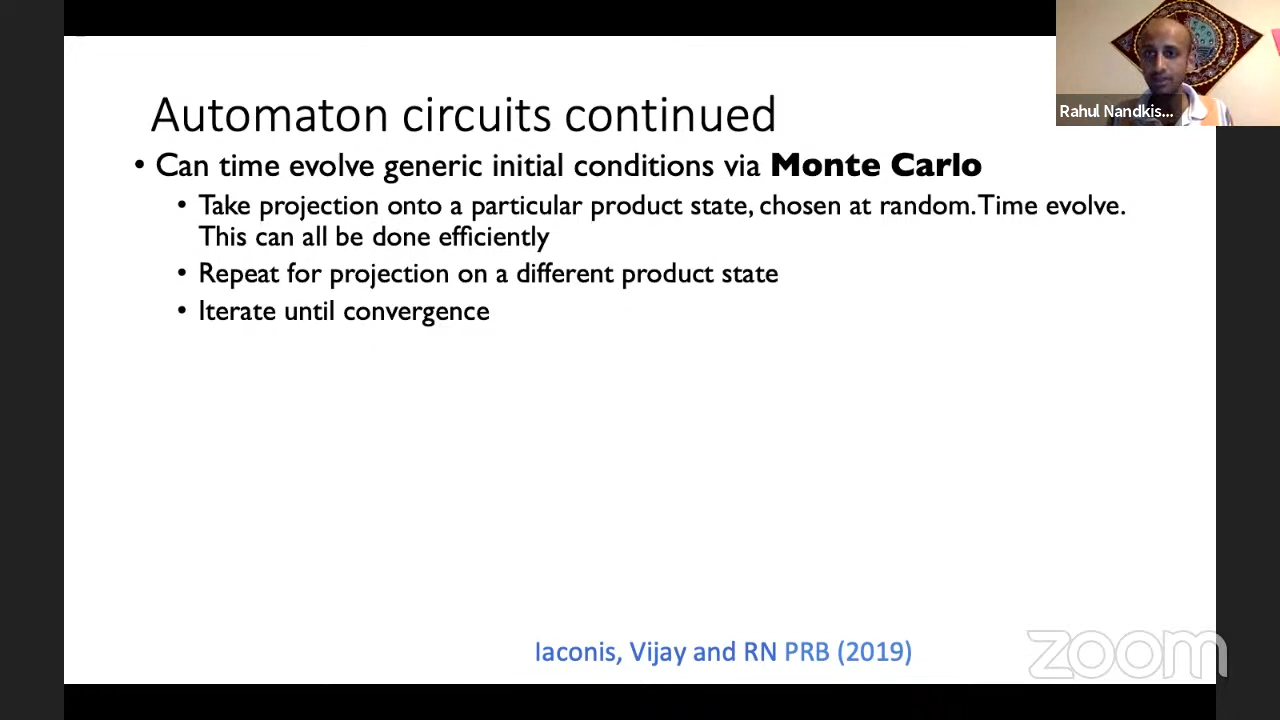 Automaton circuits continued
• Can time evolve generic initial conditions via Monte Carlo
• Take projection onto a particular product state, chosen at random. Time evolve.
This can all be done efficiently
• Repeat for projection on a different product state
• Iterate until convergence
Iaconis, Vijay and RN PRB (2019)
Rahul Nandkis...
zoom